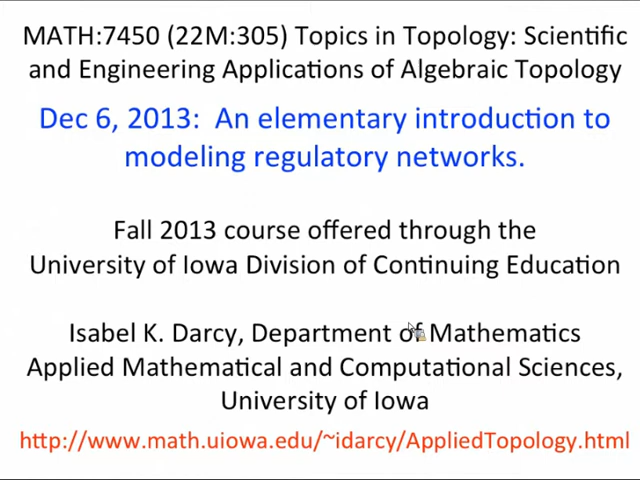 MATH:7450 (22M:305) Topics in Topology: Scientific
and Engineering Applications of Algebraic Topology
Dec 6, 2013:  An elementary introduction to
modeling regulatory networks.
Fall 2013 course offered through the
University of Iowa Division of Continuing Education
Isabel K. Darcy, Department of Mathematics
Applied Mathematical and Computational Sciences,
University of Iowa
http://www.math.uiowa.edu/~idarcy/AppliedTopology.html